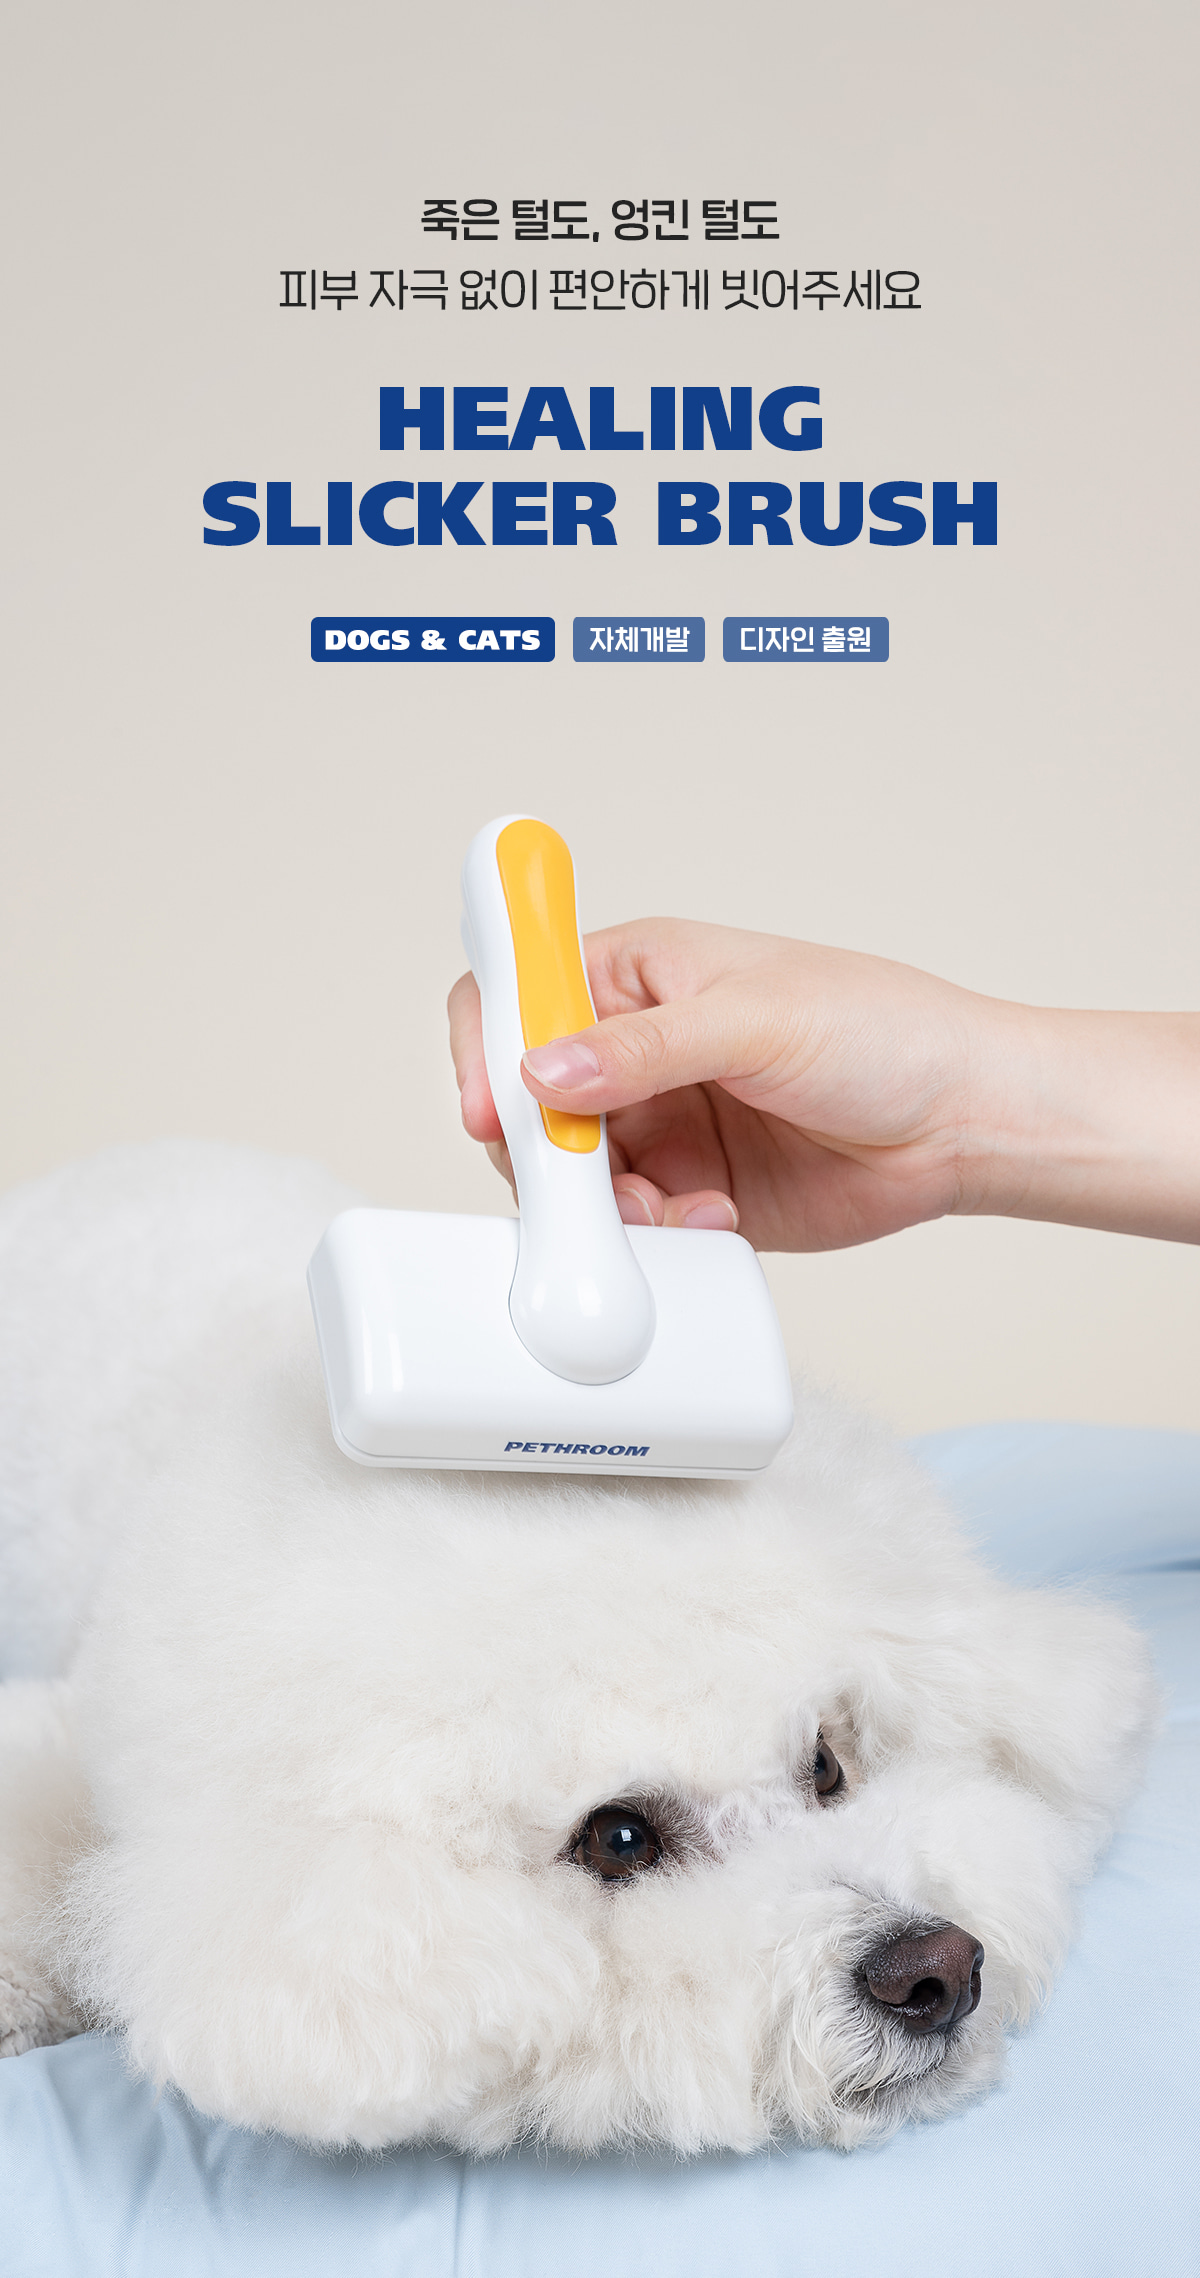 죽은 털도, 엉킨 털도
피부 자극 없이 편안하게 빗어주세요
HEALING
SLICKER BRUSH
DOGS & CATS 자체개발 디자인 출원
PETHROOM